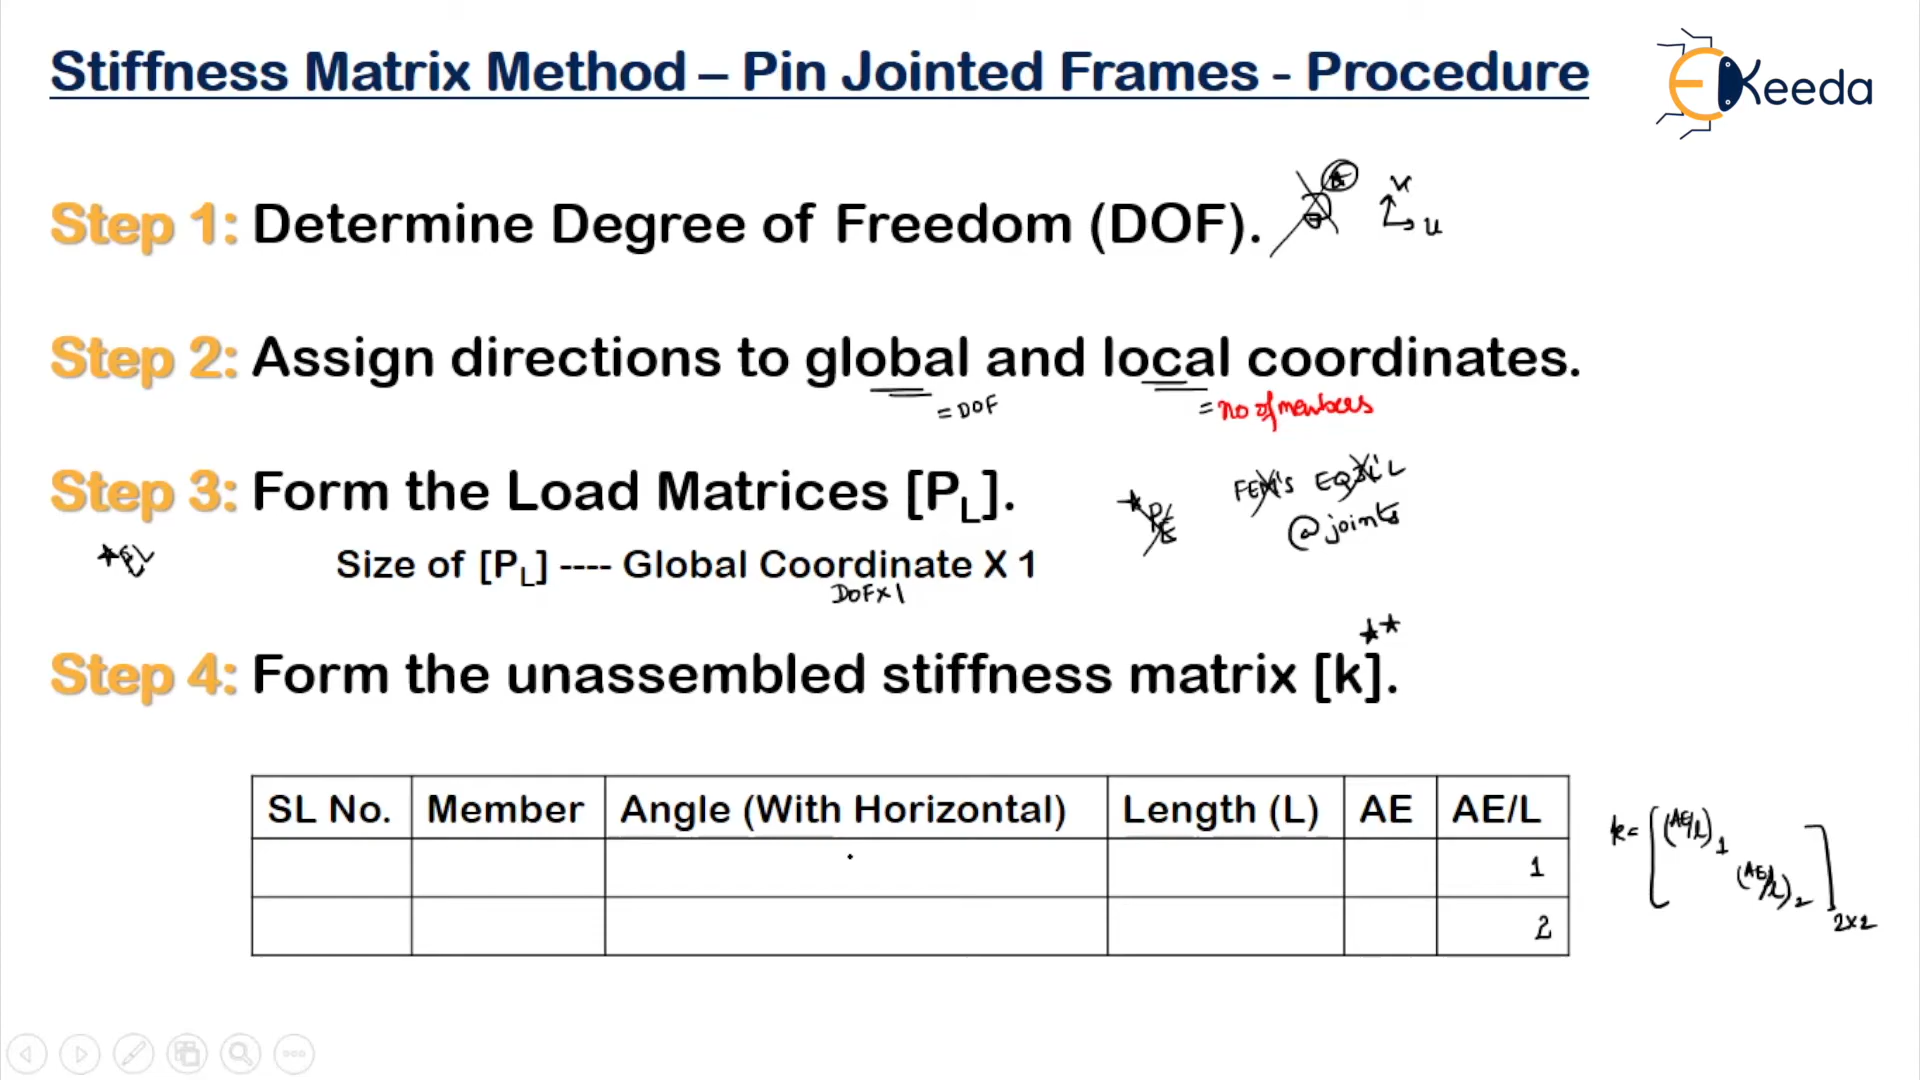 Stiffness Matrix Method – Pin Jointed Frames - Procedure
EKeeda
Step 1: Determine Degree of Freedom (DOF).
u
Step 2: Assign directions to global and local coordinates.
= DOF
= no of members
Step 3: Form the Load Matrices [PL].
FEM's EQJL'L
@ joints
Size of [PL] ---- Global Coordinate X 1
DOF x 1
Step 4: Form the unassembled stiffness matrix [k].
SL No. Member Angle (With Horizontal) Length (L) AE AE/L
1
2
k = [(AE/L)1
(AE/L)2] 2x2